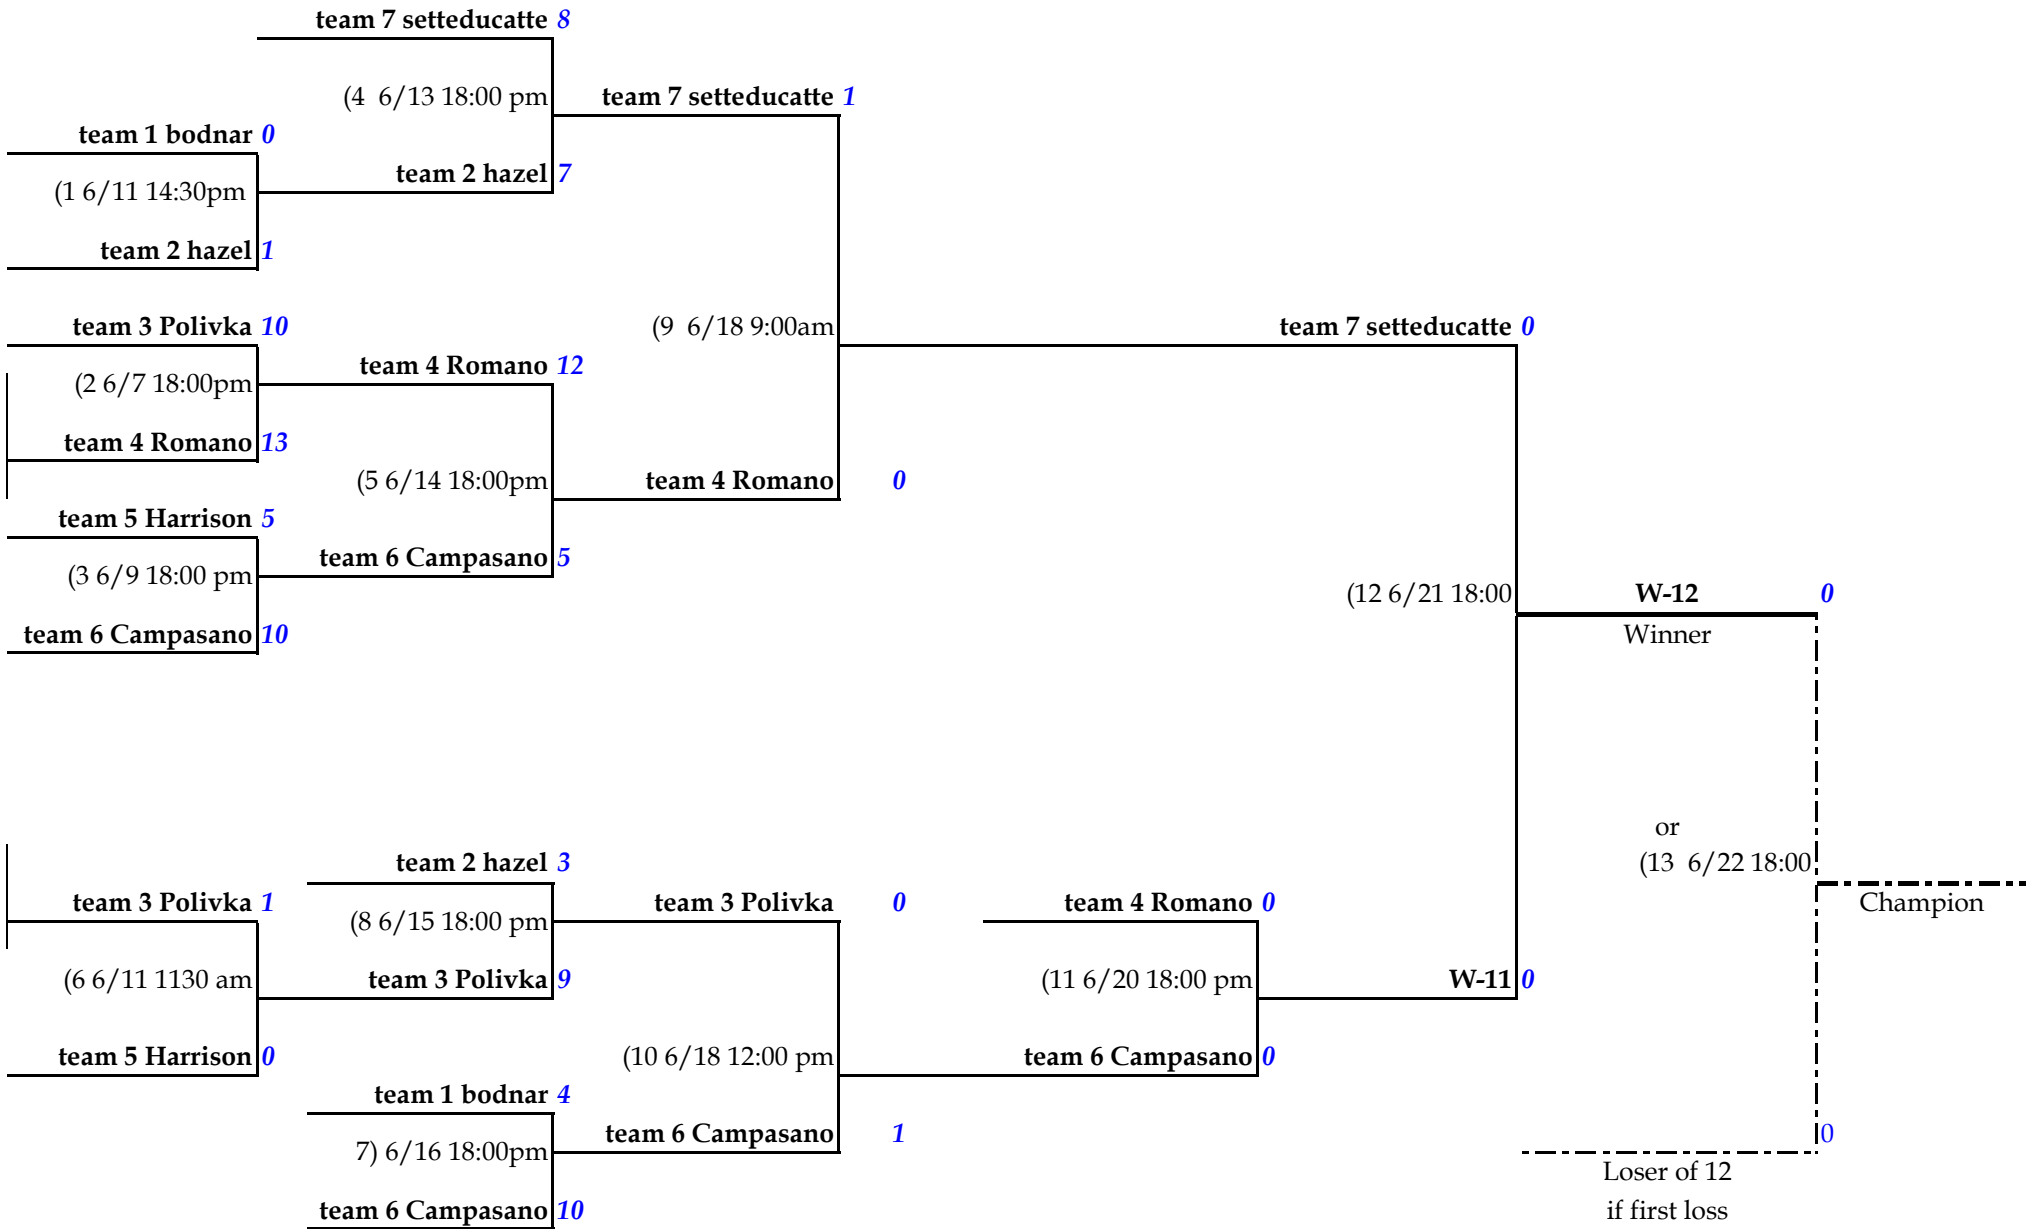 team 7 setteducatte 8
(4 6/13 18:00 pm
team 7 setteducatte 1
team 1 bodnar 0
team 2 hazel 7
(1 6/11 14:30pm
team 2 hazel 1
team 3 Polivka 10
(9 6/18 9:00am
team 7 setteducatte 0
team 4 Romano 12
(2 6/7 18:00pm
team 4 Romano 13
(5 6/14 18:00pm
team 4 Romano 0
team 5 Harrison 5
team 6 Campasano 5
(3 6/9 18:00 pm
(12 6/21 18:00
W-12 0
team 6 Campasano 10
Winner
or
team 2 hazel 3
(13 6/22 18:00
team 3 Polivka 1
team 3 Polivka 0
team 4 Romano 0
Champion
(8 6/15 18:00 pm
(6 6/11 1130 am
team 3 Polivka 9
(11 6/20 18:00 pm
W-11 0
team 5 Harrison 0
(10 6/18 12:00 pm
team 6 Campasano 0
team 1 bodnar 4
team 6 Campasano 1
0
7) 6/16 18:00pm
Loser of 12
team 6 Campasano 10
if first loss